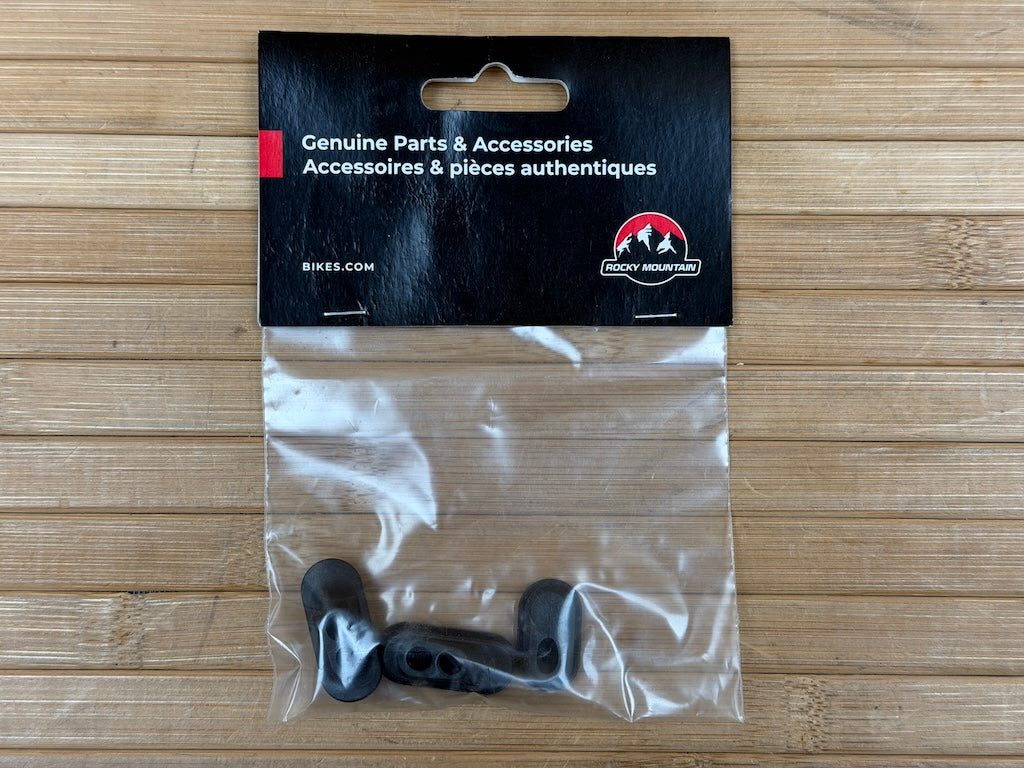 Genuine Parts & Accessories
Accessoires & pièces authentiques
BIKES.COM
ROCKY MOUNTAIN